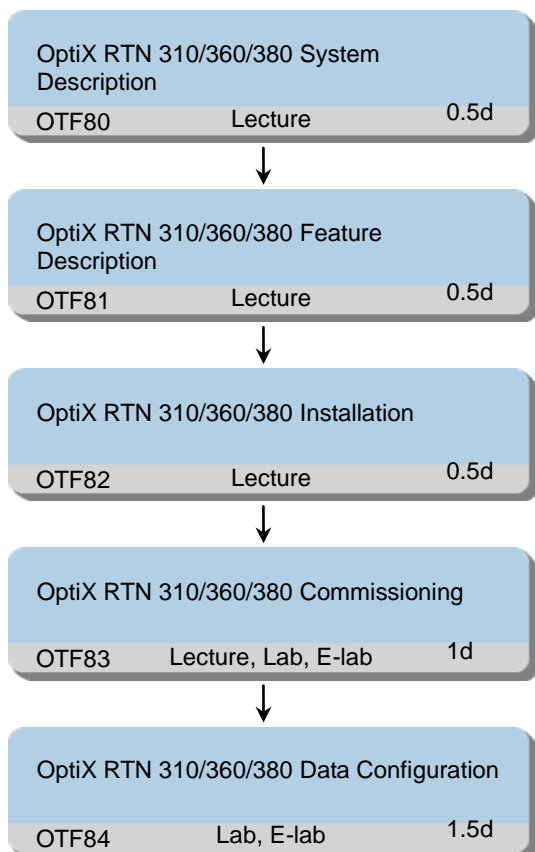 OptiX RTN 310/360/380 System
Description
OTF80 Lecture 0.5d
OptiX RTN 310/360/380 Feature
Description
OTF81 Lecture 0.5d
OptiX RTN 310/360/380 Installation
OTF82 Lecture 0.5d
OptiX RTN 310/360/380 Commissioning
OTF83 Lecture, Lab, E-lab 1d
OptiX RTN 310/360/380 Data Configuration
OTF84 Lab, E-lab 1.5d